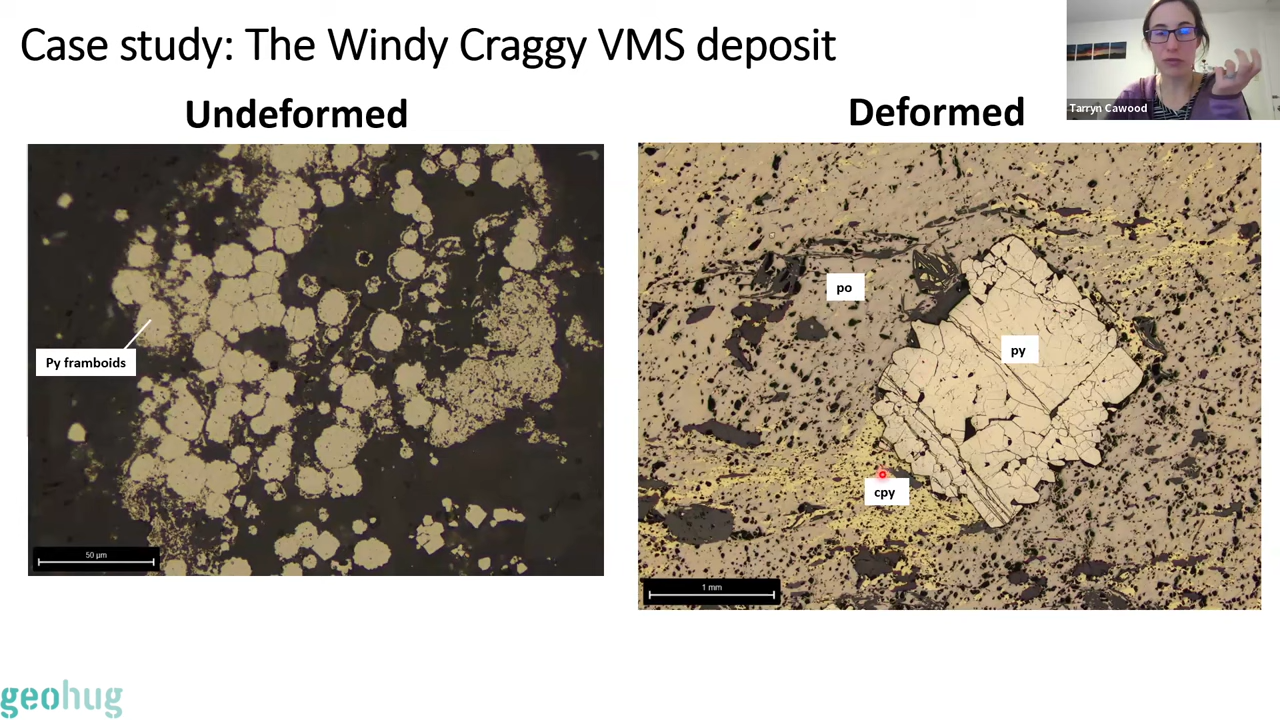 Case study: The Windy Craggy VMS deposit
Tarryn Cawood
Undeformed
Deformed
Py framboids
50 µm
po
py
cpy
1 mm
geohug